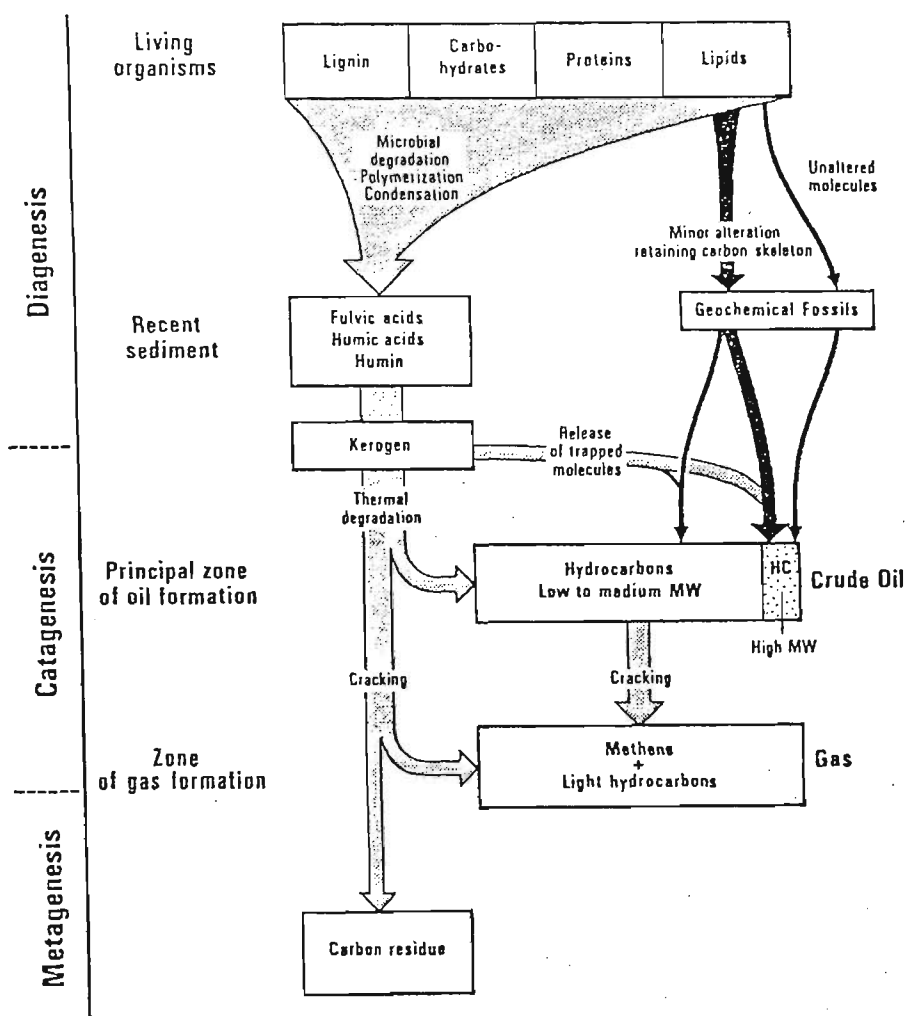 Living
organisms
Lignin
Carbo-
hydrates
Proteins
Lipids
Microbial
degradation
Polymerization
Condensation
Unaltered
molecules
Minor alteration
retaining carbon skeleton
Diagenesis
Recent
sediment
Fulvic acids
Humic acids
Humin
Geochemical Fossils
Kerogen
Release
of trapped
molecules
Thermal
degradation
Catagenesis
Principal zone
of oil formation
Hydrocarbons
Low to medium MW
HC
Crude Oil
High MW
Cracking
Cracking
Zone
of gas formation
Methane
+
Light hydrocarbons
Gas
Metagenesis
Carbon residue